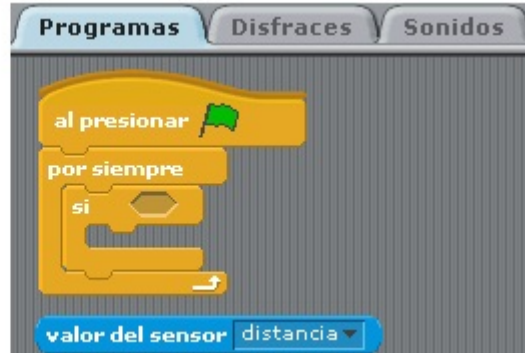 Programas Disfraces Sonidos
al presionar
por siempre
si
valor del sensor distancia